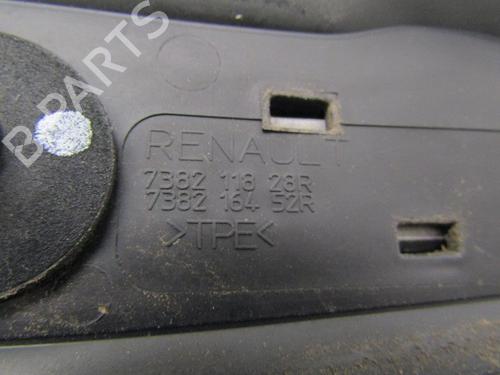 B-PARTS
RENAULT
7382 118 28R
7382 164 52R
>TPE<